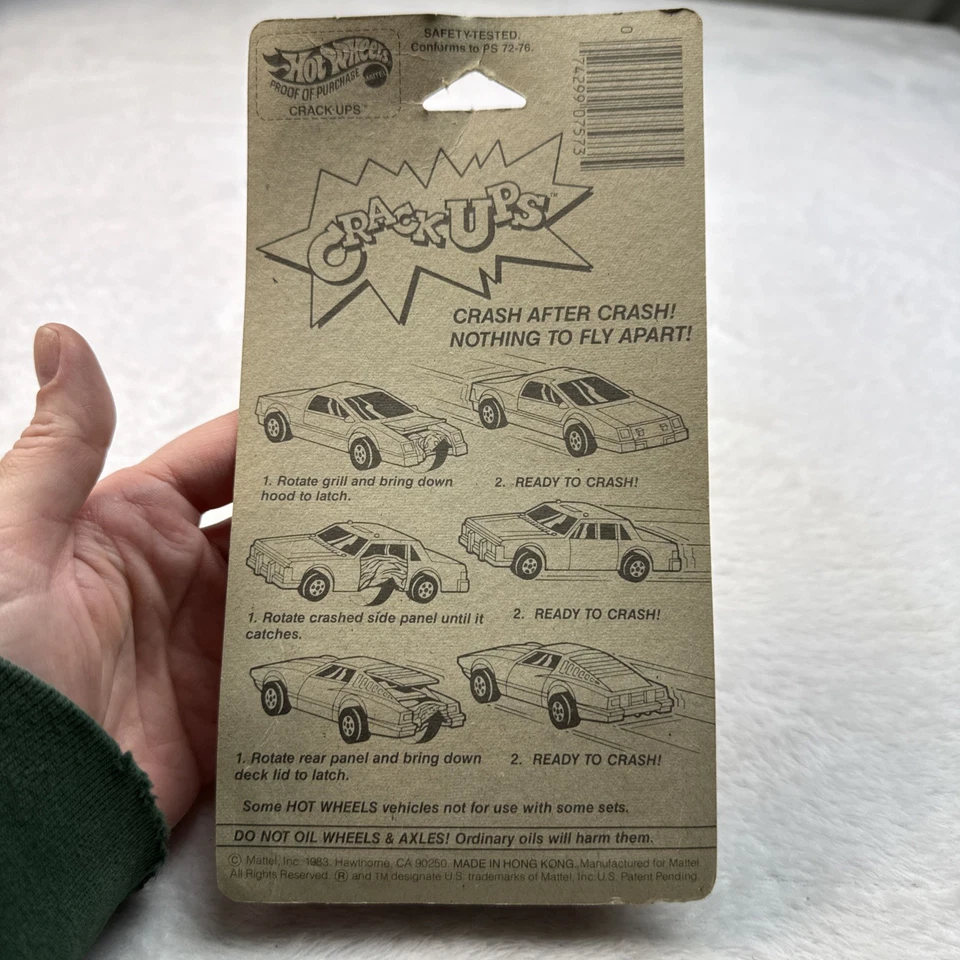 Hot Wheels
MATTEL
PROOF OF PURCHASE
CRACK-UPS™
SAFETY-TESTED.
Conforms to PS 72-76.
0
74299 07573
CRACK-UPS™
CRASH AFTER CRASH!
NOTHING TO FLY APART!
1. Rotate grill and bring down
hood to latch.
2. READY TO CRASH!
1. Rotate crashed side panel until it
catches.
2. READY TO CRASH!
1. Rotate rear panel and bring down
deck lid to latch.
2. READY TO CRASH!
Some HOT WHEELS vehicles not for use with some sets.
DO NOT OIL WHEELS & AXLES! Ordinary oils will harm them.
© Mattel, Inc. 1983. Hawthorne, CA 90250. MADE IN HONG KONG. Manufactured for Mattel.
All Rights Reserved. ® and TM designate U.S. trademarks of Mattel, Inc. U.S. Patent Pending.